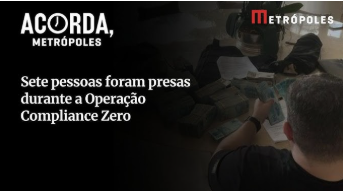 ACORDA,
METRÓPOLES
METRÓPOLES
Sete pessoas foram presas
durante a Operação
Compliance Zero